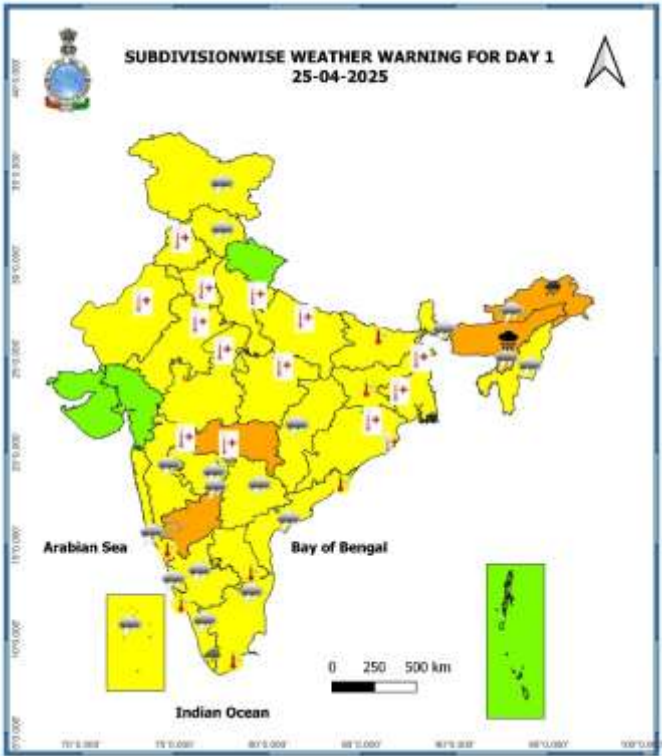 SUBDIVISIONWISE WEATHER WARNING FOR DAY 1
25-04-2025
Arabian Sea
Bay of Bengal
0 250 500 km
Indian Ocean